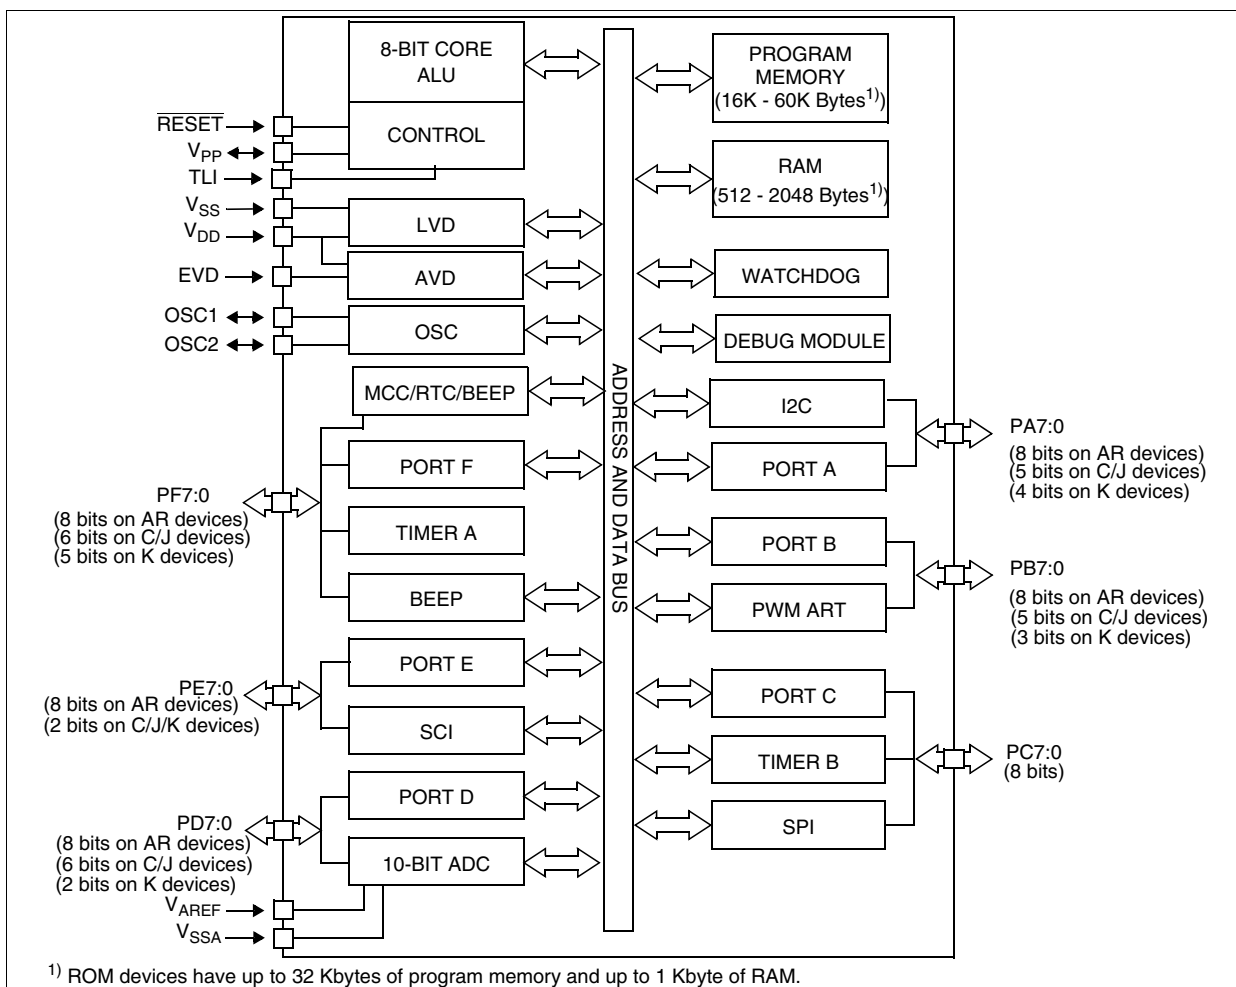 8-BIT CORE
ALU
CONTROL
RESET
VPP
TLI
VSS
VDD
EVD
OSC1
OSC2
LVD
AVD
OSC
MCC/RTC/BEEP
PORT F
TIMER A
BEEP
PF7:0
(8 bits on AR devices)
(6 bits on C/J devices)
(5 bits on K devices)
PORT E
SCI
PE7:0
(8 bits on AR devices)
(2 bits on C/J/K devices)
PORT D
10-BIT ADC
PD7:0
(8 bits on AR devices)
(6 bits on C/J devices)
(2 bits on K devices)
VAREF
VSSA
ADDRESS AND DATA BUS
PROGRAM
MEMORY
(16K - 60K Bytes1))
RAM
(512 - 2048 Bytes1))
WATCHDOG
DEBUG MODULE
I2C
PORT A
PA7:0
(8 bits on AR devices)
(5 bits on C/J devices)
(4 bits on K devices)
PORT B
PWM ART
PB7:0
(8 bits on AR devices)
(5 bits on C/J devices)
(3 bits on K devices)
PORT C
TIMER B
SPI
PC7:0
(8 bits)
1) ROM devices have up to 32 Kbytes of program memory and up to 1 Kbyte of RAM.